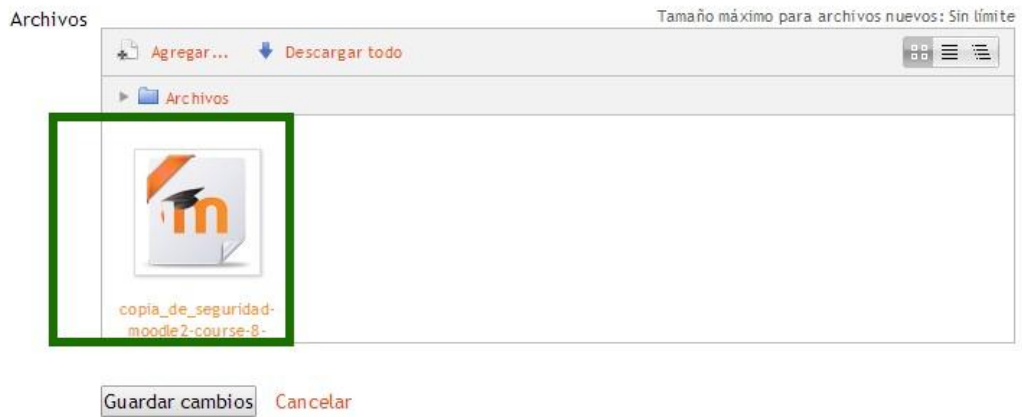 Archivos
Tamaño máximo para archivos nuevos: Sin límite
Agregar...
Descargar todo
Archivos
m
copia_de_seguridad-
moodle2-course-8-
Guardar cambios
Cancelar